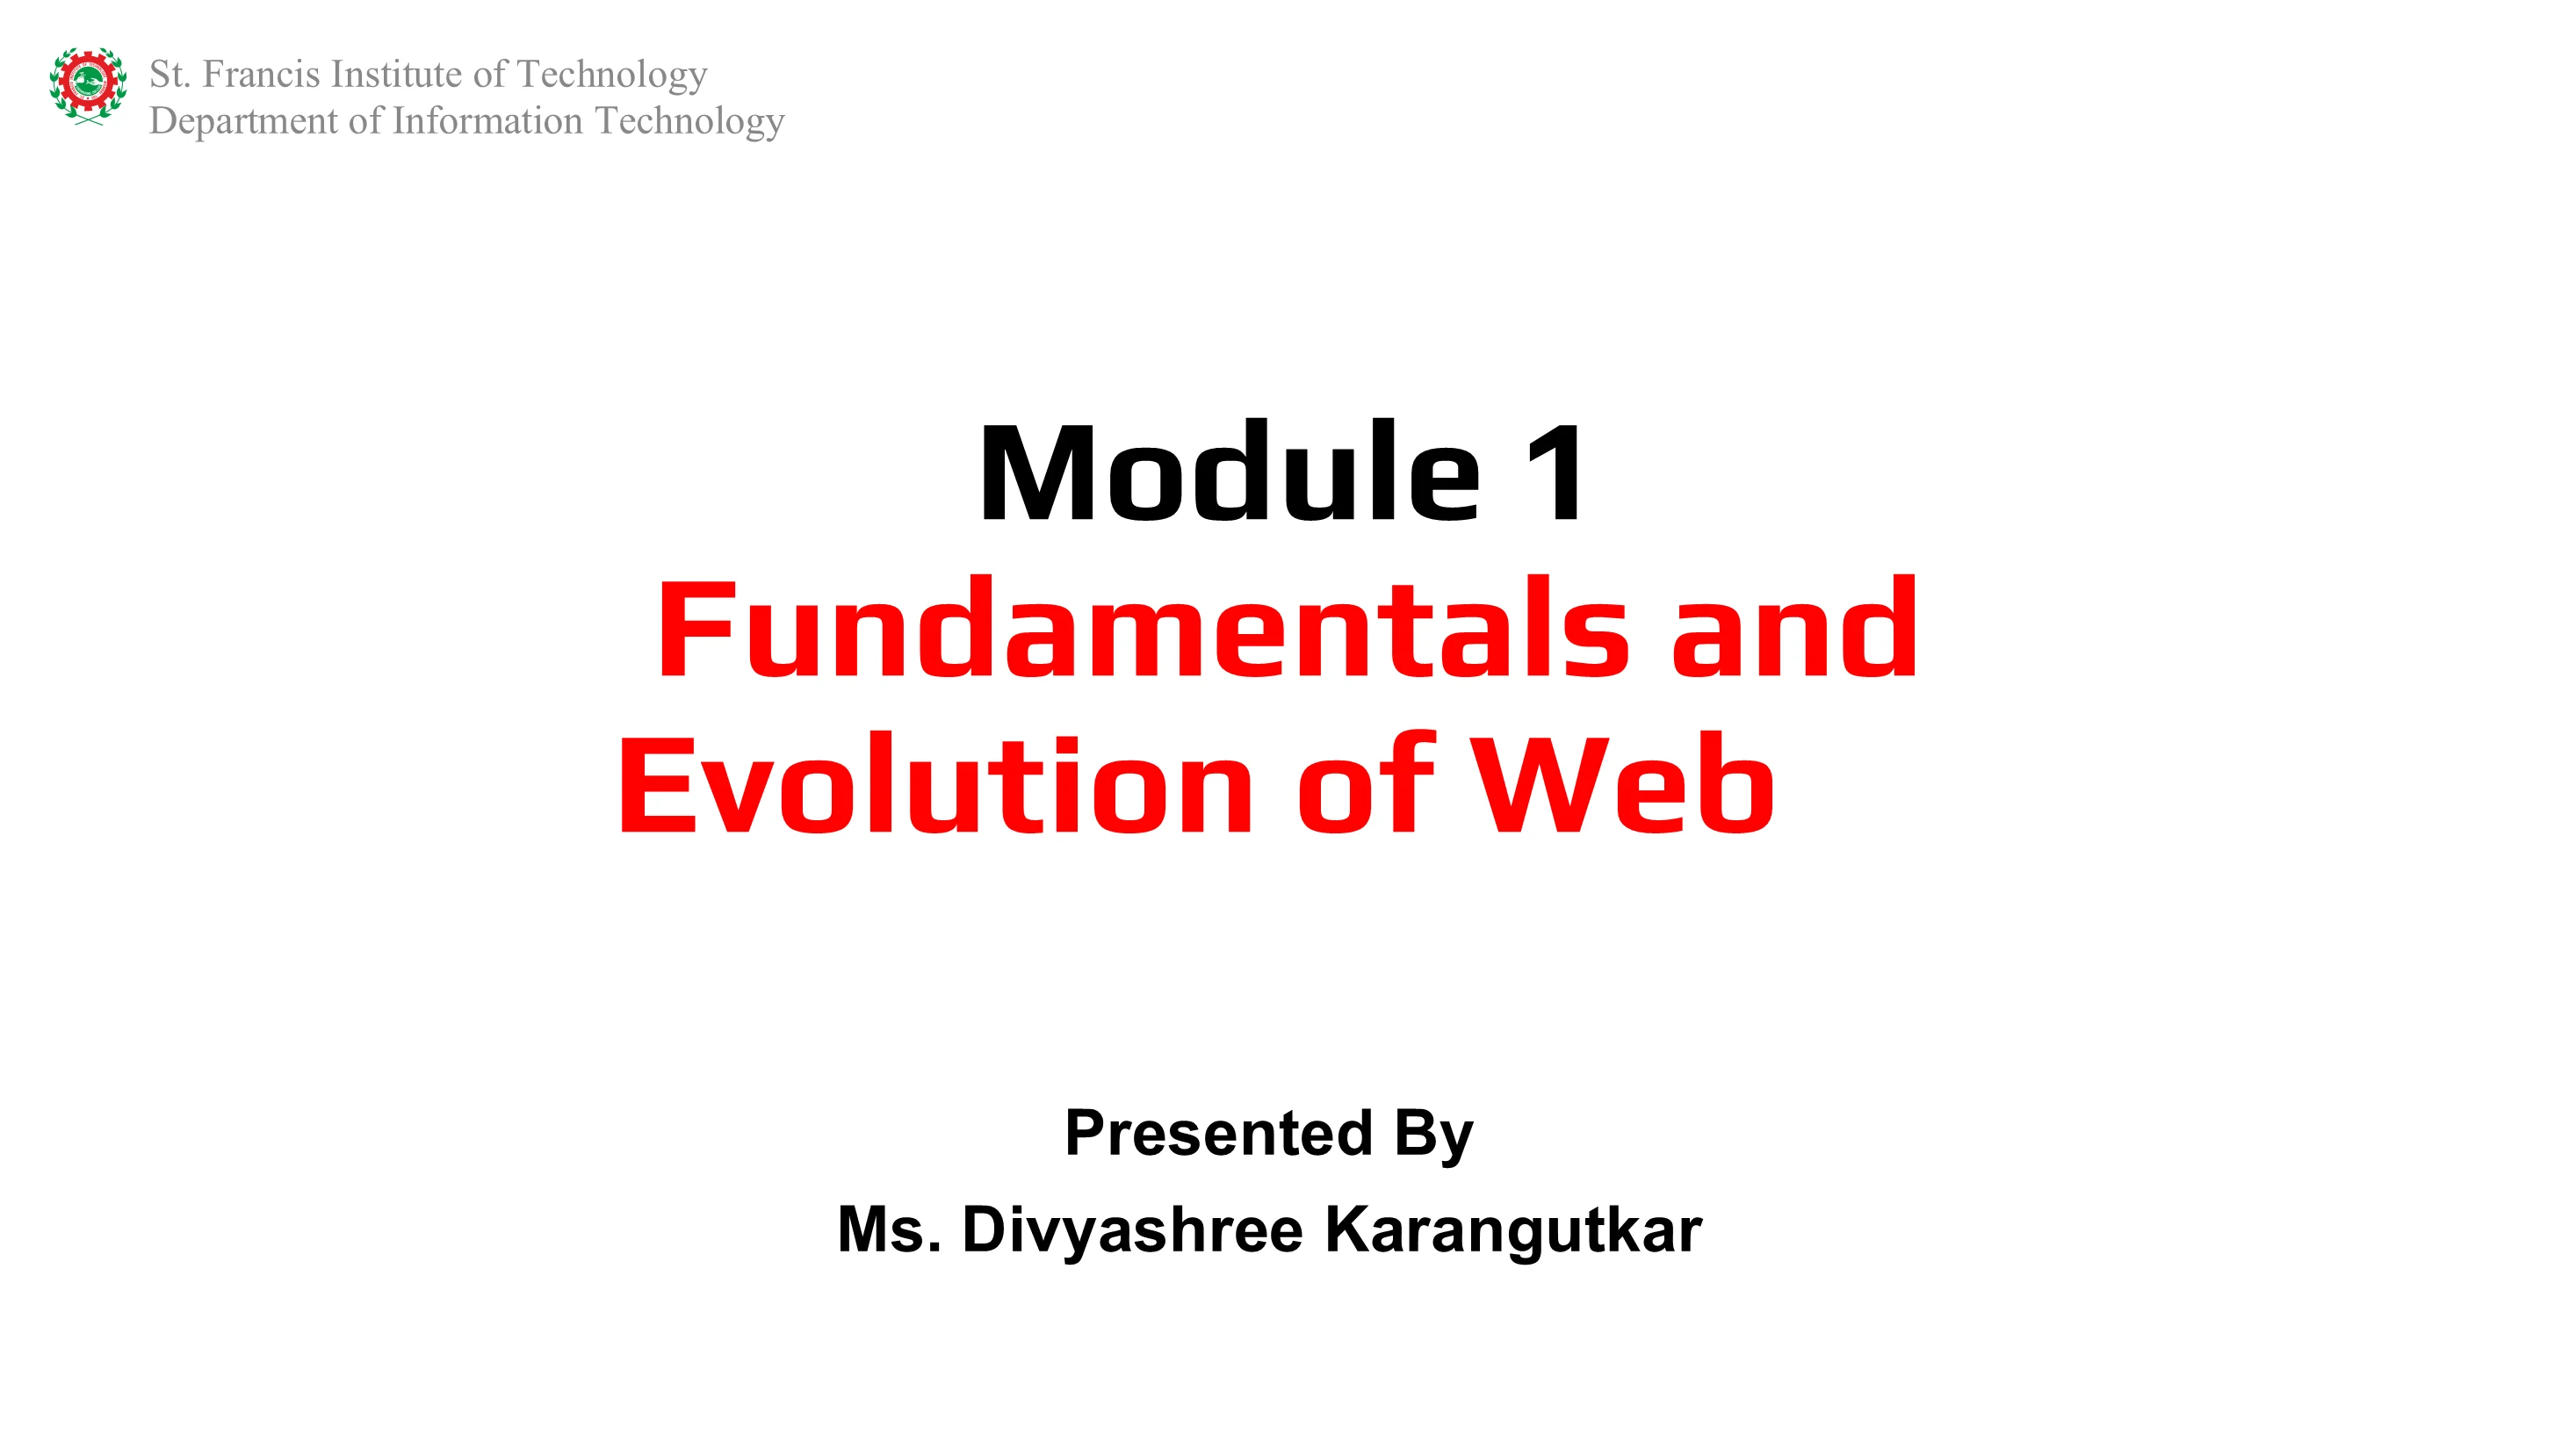 St. Francis Institute of Technology
Department of Information Technology
Module 1
Fundamentals and
Evolution of Web
Presented By
Ms. Divyashree Karangutkar